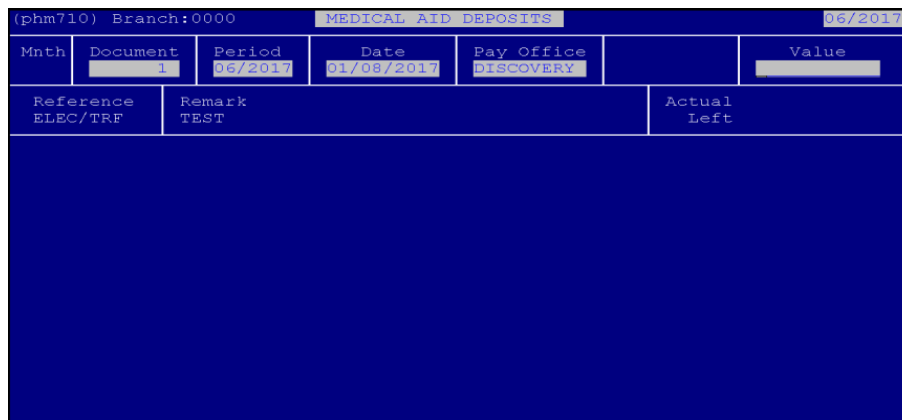 (phm710) Branch:0000 MEDICAL AID DEPOSITS 06/2017
Mnth Document Period Date Pay Office Value
1 06/2017 01/08/2017 DISCOVERY
Reference Remark Actual
ELEC/TRF TEST Left